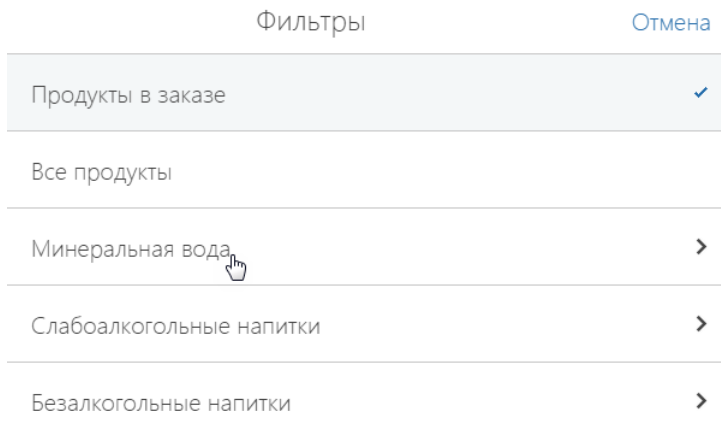 Фильтры Отмена
Продукты в заказе
Все продукты
Минеральная вода
Слабоалкогольные напитки
Безалкогольные напитки